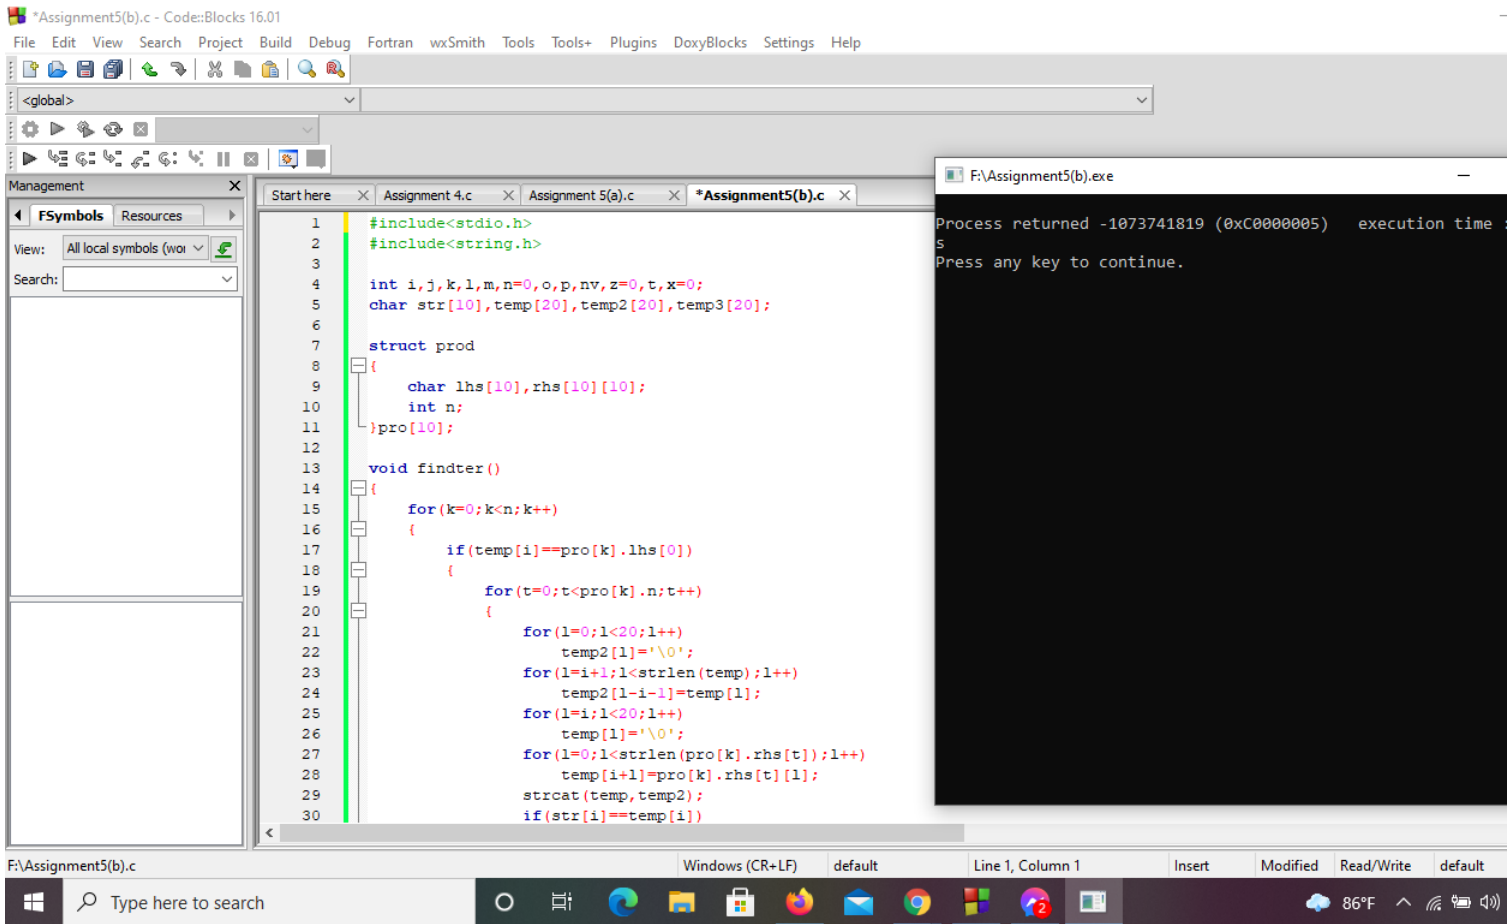 *Assignment5(b).c - Code::Blocks 16.01
File Edit View Search Project Build Debug Fortran wxSmith Tools Tools+ Plugins DoxyBlocks Settings Help
<global>
Management
FSymbols Resources
View: All local symbols (wor
Search:
Start here Assignment 4.c Assignment 5(a).c *Assignment5(b).c
1 #include<stdio.h>
2 #include<string.h>
3
4 int i,j,k,l,m,n=0,o,p,nv,z=0,t,x=0;
5 char str[10],temp[20],temp2[20],temp3[20];
6
7 struct prod
8 {
9 char lhs[10],rhs[10][10];
10 int n;
11 }pro[10];
12
13 void findter()
14 {
15 for(k=0;k<n;k++)
16 {
17 if(temp[i]==pro[k].lhs[0])
18 {
19 for(t=0;t<pro[k].n;t++)
20 {
21 for(l=0;l<20;l++)
22 temp2[l]='\0';
23 for(l=i+1;l<strlen(temp);l++)
24 temp2[l-i-1]=temp[l];
25 for(l=i;l<20;l++)
26 temp[l]='\0';
27 for(l=0;l<strlen(pro[k].rhs[t]);l++)
28 temp[i+l]=pro[k].rhs[t][l];
29 strcat(temp,temp2);
30 if(str[i]==temp[i])
F:\Assignment5(b).exe
Process returned -1073741819 (0xC0000005) execution time :
s
Press any key to continue.
F:\Assignment5(b).c Windows (CR+LF) default Line 1, Column 1 Insert Modified Read/Write default
Type here to search 2 86°F